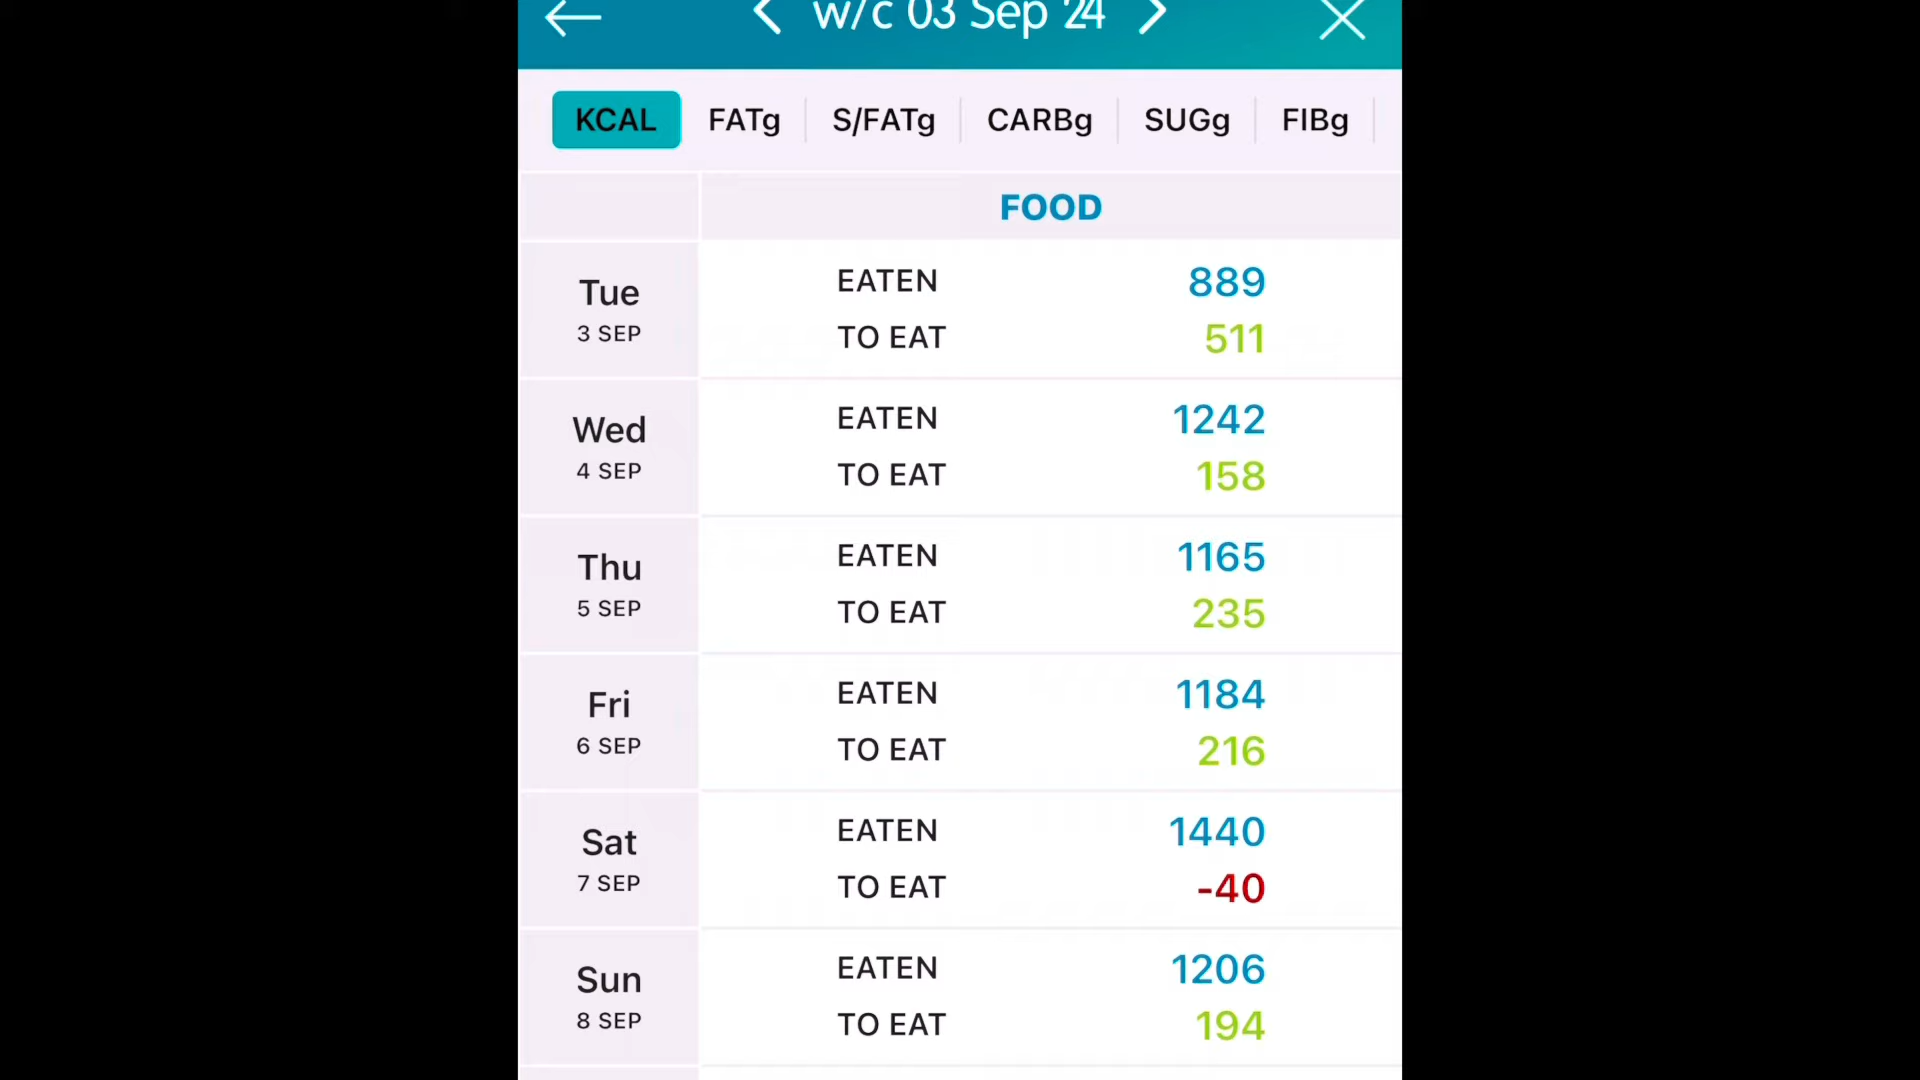 w/c 03 Sep 24
KCAL FATg S/FATg CARBg SUGg FIBg
FOOD
Tue
3 SEP
EATEN 889
TO EAT 511
Wed
4 SEP
EATEN 1242
TO EAT 158
Thu
5 SEP
EATEN 1165
TO EAT 235
Fri
6 SEP
EATEN 1184
TO EAT 216
Sat
7 SEP
EATEN 1440
TO EAT -40
Sun
8 SEP
EATEN 1206
TO EAT 194